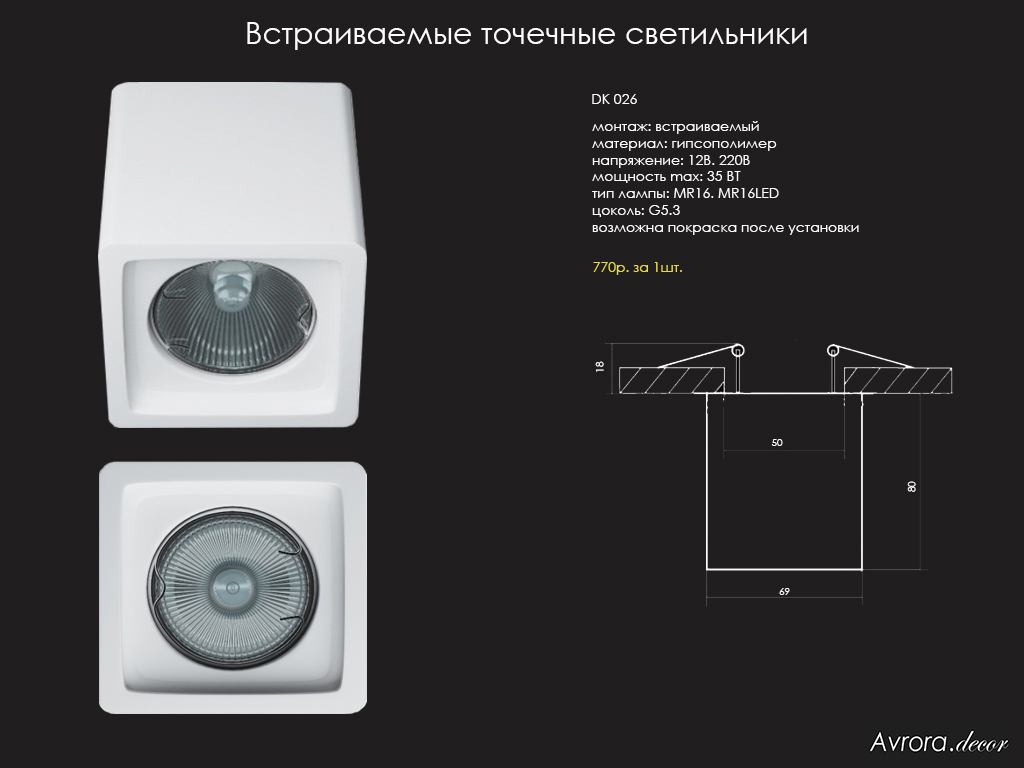 Встраиваемые точечные светильники
DK 026
монтаж: встраиваемый
материал: гипсополимер
напряжение: 12В. 220В
мощность max: 35 ВТ
тип лампы: MR16. MR16LED
цоколь: G5.3
возможна покраска после установки
770р. за 1шт.
18
50
80
69
Avrora.decor